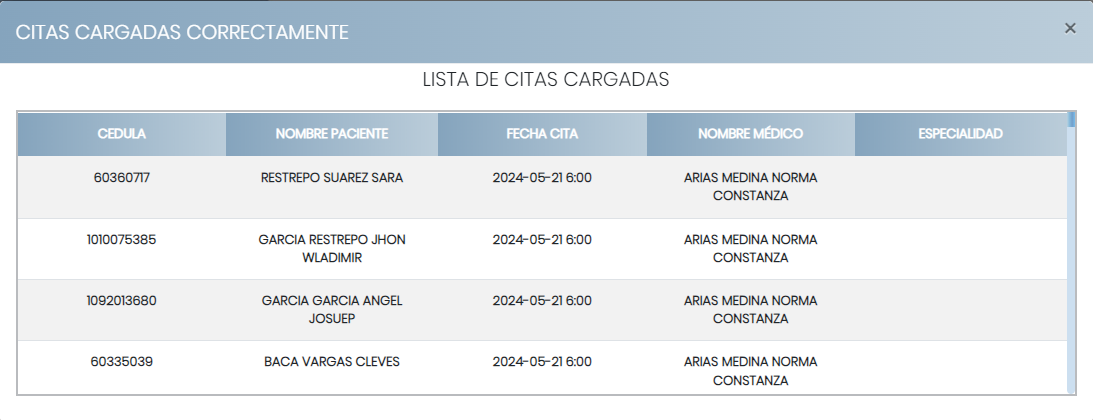 CITAS CARGADAS CORRECTAMENTE ×
LISTA DE CITAS CARGADAS
CEDULA NOMBRE PACIENTE FECHA CITA NOMBRE MÉDICO ESPECIALIDAD
60360717 RESTREPO SUAREZ SARA 2024-05-21 6:00 ARIAS MEDINA NORMA
CONSTANZA
1010075385 GARCIA RESTREPO JHON 2024-05-21 6:00 ARIAS MEDINA NORMA
WLADIMIR CONSTANZA
1092013680 GARCIA GARCIA ANGEL 2024-05-21 6:00 ARIAS MEDINA NORMA
JOSUEP CONSTANZA
60335039 BACA VARGAS CLEVES 2024-05-21 6:00 ARIAS MEDINA NORMA
CONSTANZA